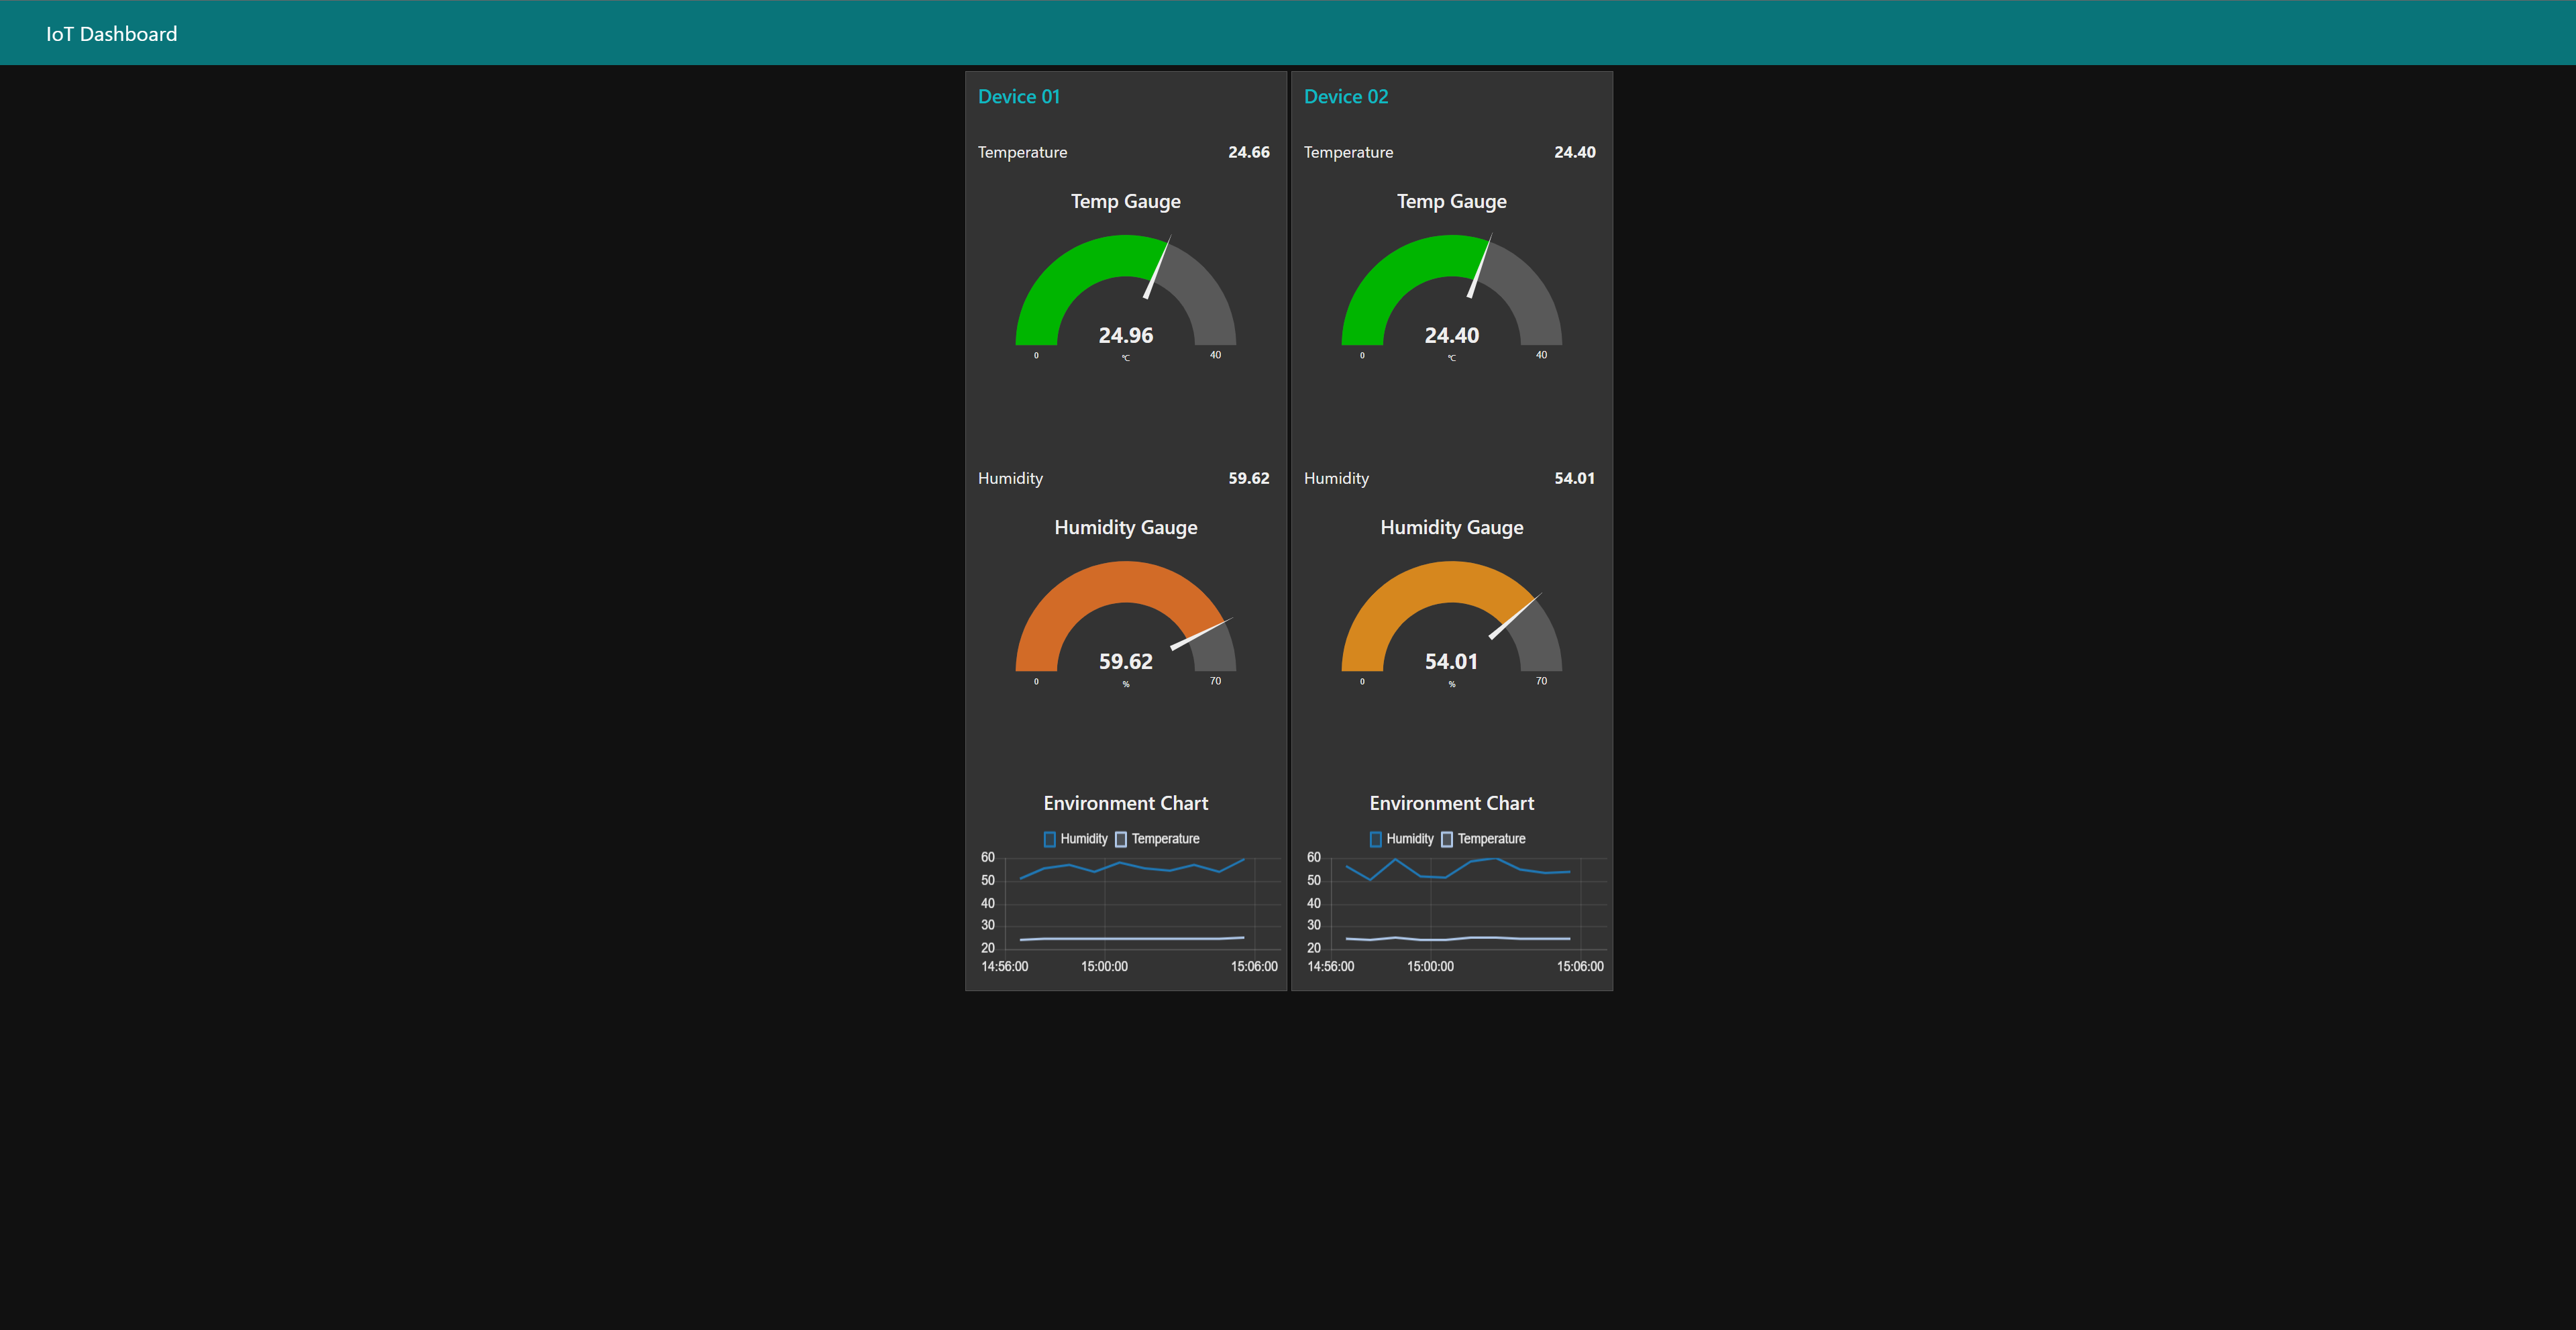 IoT Dashboard
Device 01
Temperature 24.66
Temp Gauge
24.96
℃
0 40
Humidity 59.62
Humidity Gauge
59.62
%
0 70
Environment Chart
Humidity Temperature
60
50
40
30
20
14:56:00 15:00:00 15:06:00
Device 02
Temperature 24.40
Temp Gauge
24.40
℃
0 40
Humidity 54.01
Humidity Gauge
54.01
%
0 70
Environment Chart
Humidity Temperature
60
50
40
30
20
14:56:00 15:00:00 15:06:00